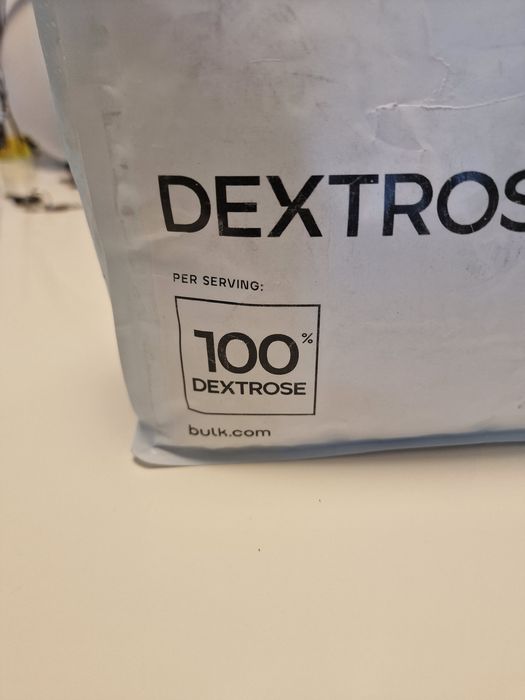 DEXTROS
PER SERVING:
100%
DEXTROSE
bulk.com